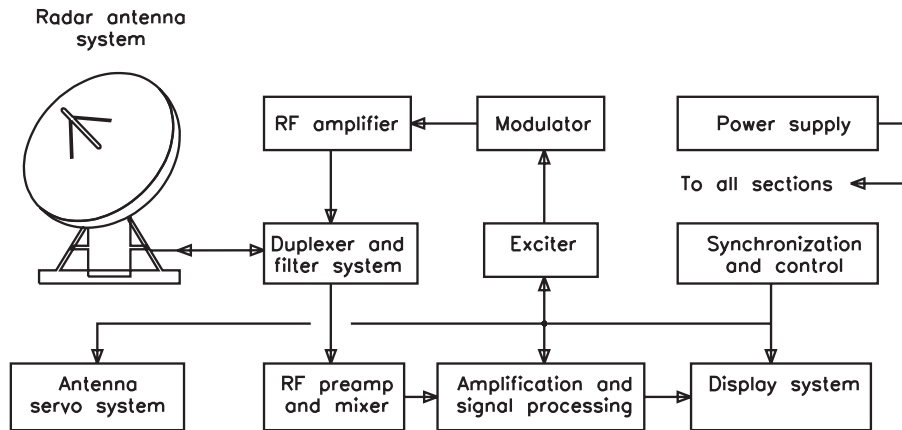 Radar antenna
system
RF amplifier
Modulator
Power supply
To all sections
Duplexer and
filter system
Exciter
Synchronization
and control
Antenna
servo system
RF preamp
and mixer
Amplification and
signal processing
Display system